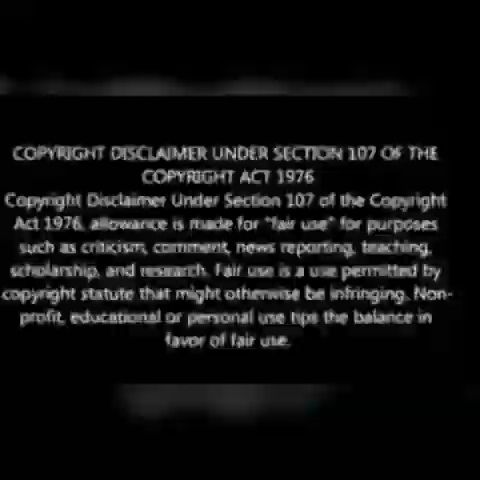 COPYRIGHT DISCLAIMER UNDER SECTION 107 OF THE
COPYRIGHT ACT 1976
Copyright Disclaimer Under Section 107 of the Copyright
Act 1976, allowance is made for "fair use" for purposes
such as criticism, comment, news reporting, teaching,
scholarship, and research. Fair use is a use permitted by
copyright statute that might otherwise be infringing. Non-
profit, educational or personal use tips the balance in
favor of fair use.